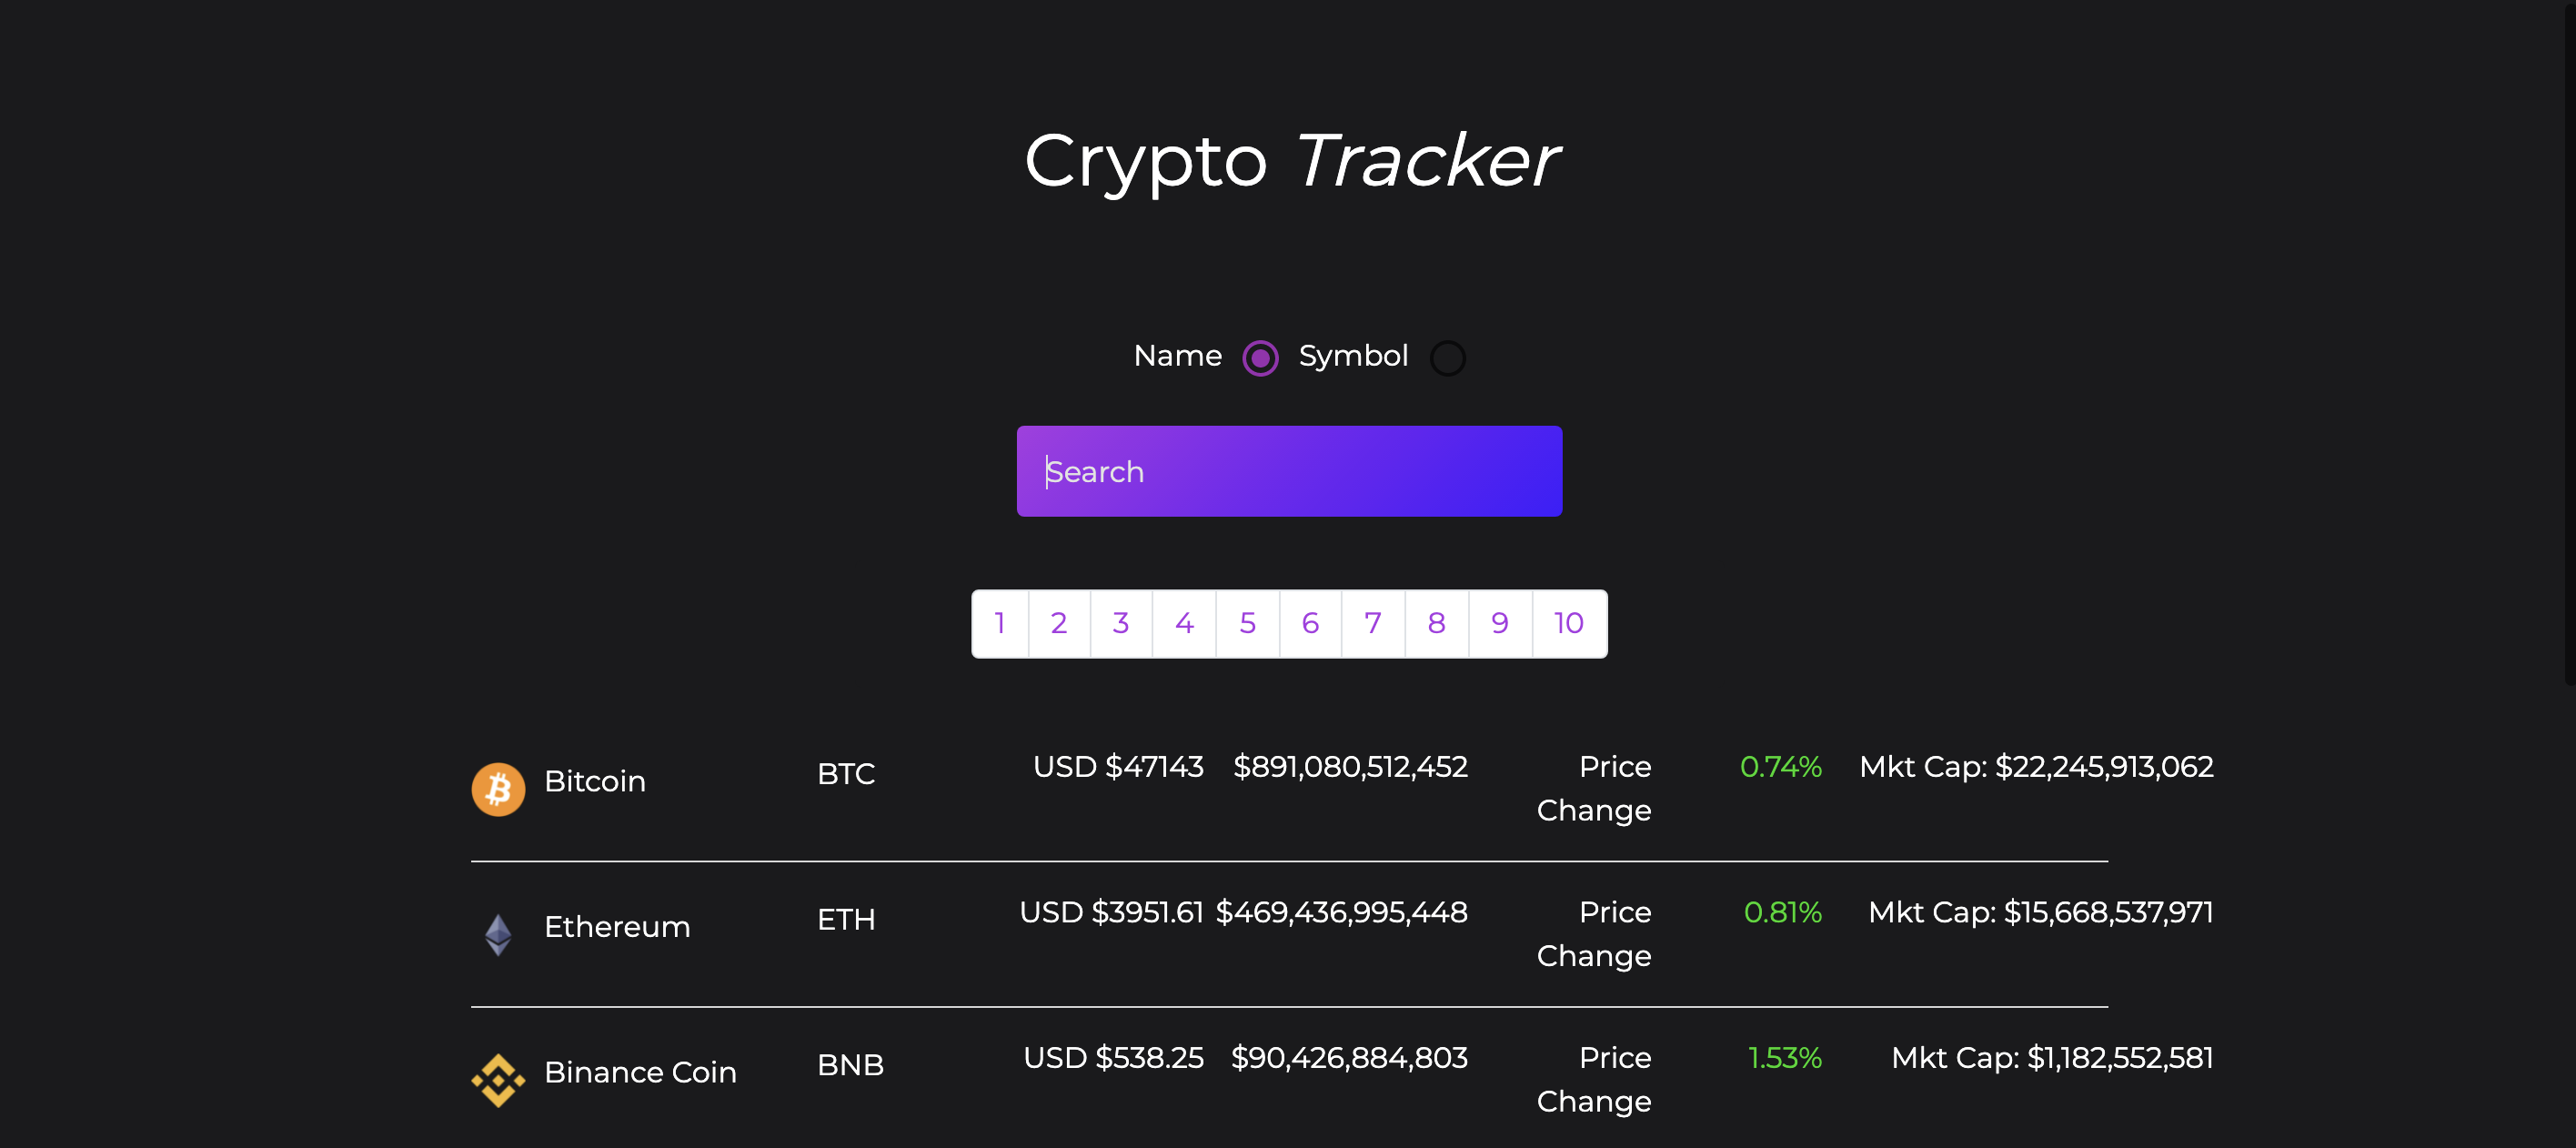 Crypto Tracker
Name Symbol
Search
1 2 3 4 5 6 7 8 9 10
Bitcoin BTC USD $47143 $891,080,512,452 Price Change 0.74% Mkt Cap: $22,245,913,062
Ethereum ETH USD $3951.61 $469,436,995,448 Price Change 0.81% Mkt Cap: $15,668,537,971
Binance Coin BNB USD $538.25 $90,426,884,803 Price Change 1.53% Mkt Cap: $1,182,552,581